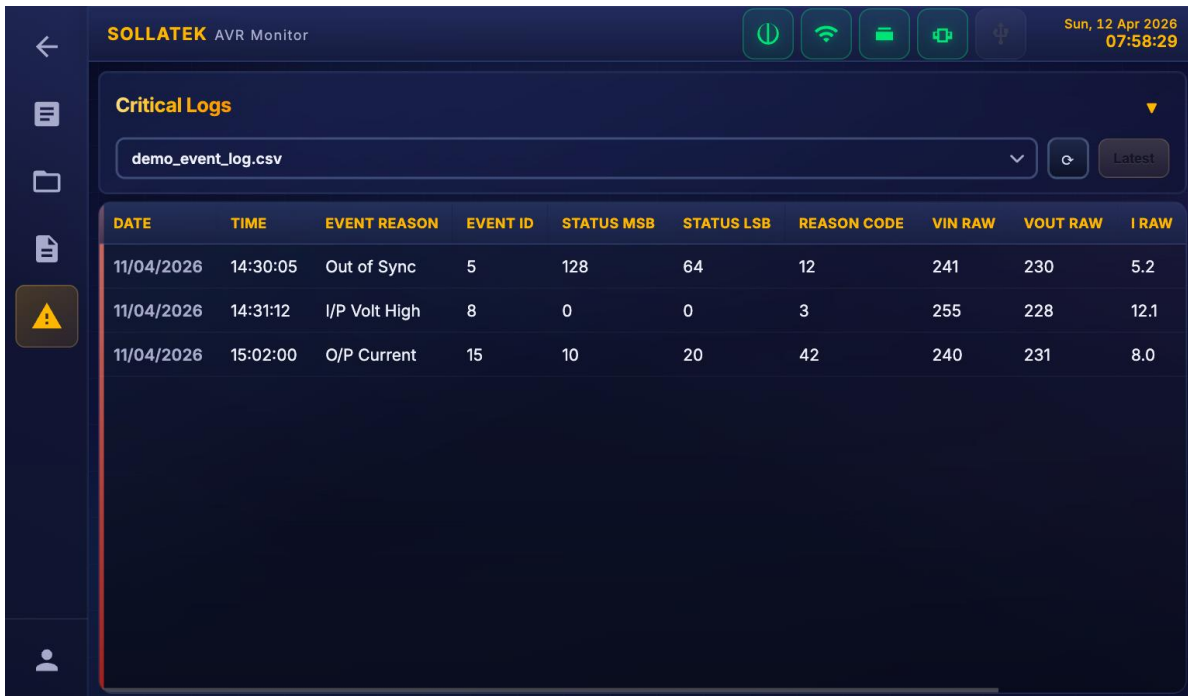 SOLLATEK AVR Monitor
Sun, 12 Apr 2026
07:58:29
Critical Logs
demo_event_log.csv
Latest
DATE TIME EVENT REASON EVENT ID STATUS MSB STATUS LSB REASON CODE VIN RAW VOUT RAW I RAW
11/04/2026 14:30:05 Out of Sync 5 128 64 12 241 230 5.2
11/04/2026 14:31:12 I/P Volt High 8 0 0 3 255 228 12.1
11/04/2026 15:02:00 O/P Current 15 10 20 42 240 231 8.0